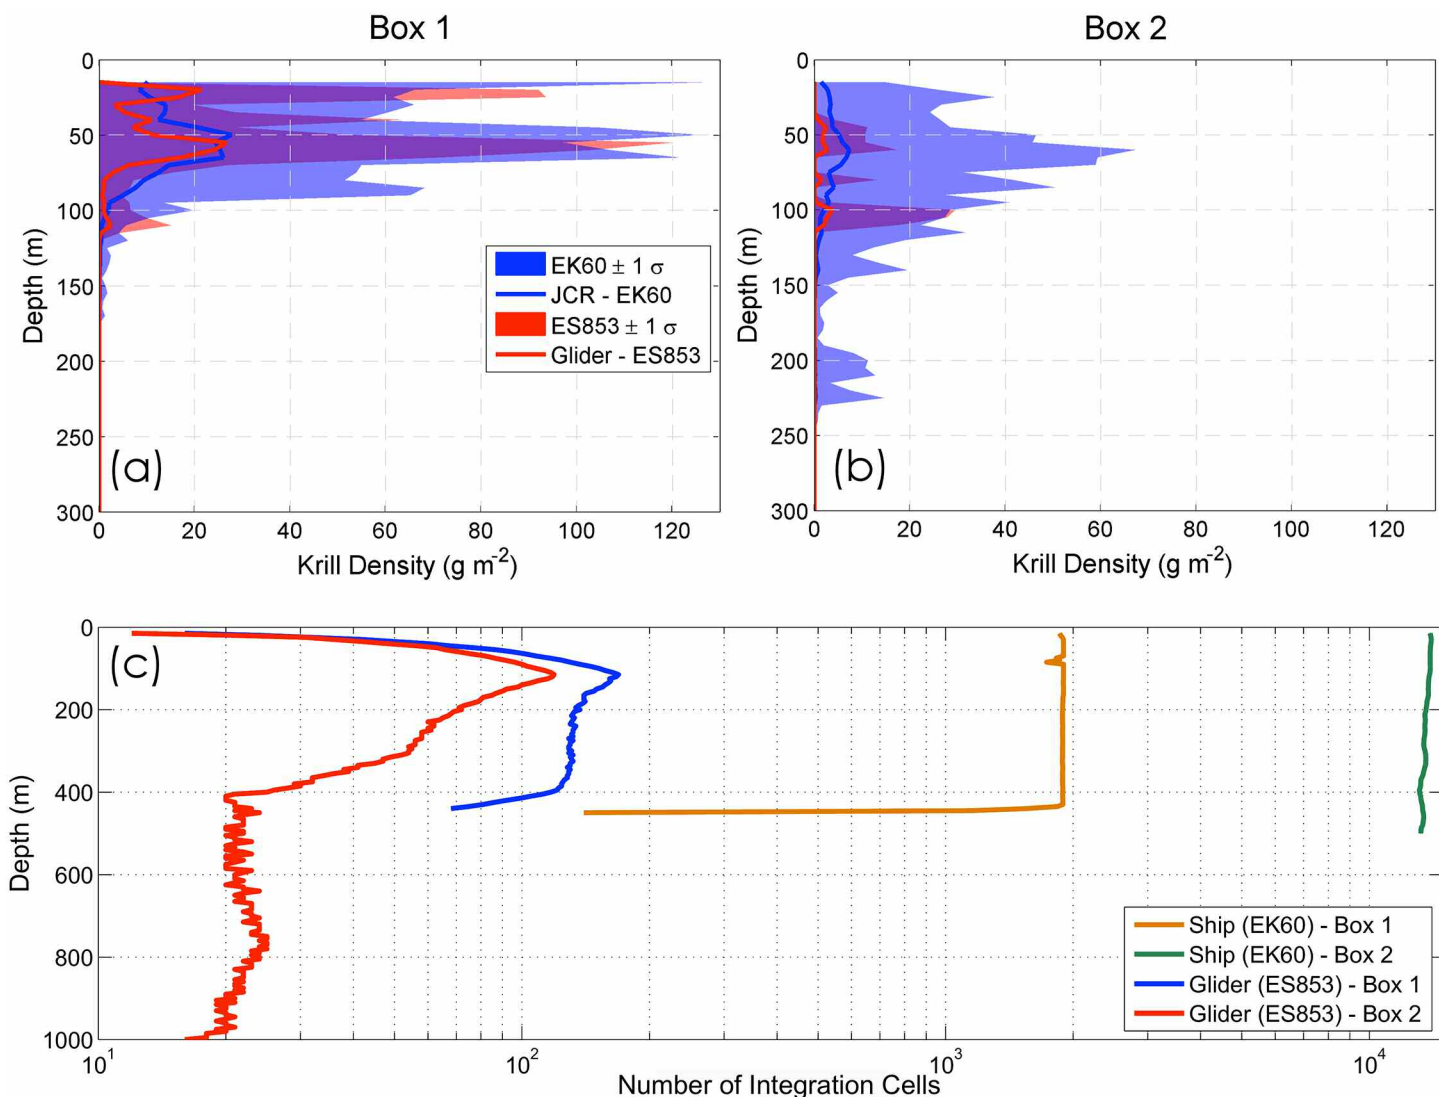 Box 1
Box 2
0
50
100
150
200
250
300
Depth (m)
(a)
EK60 ± 1 σ
JCR - EK60
ES853 ± 1 σ
Glider - ES853
0 20 40 60 80 100 120
Krill Density (g m⁻²)
0
50
100
150
200
250
300
Depth (m)
(b)
0 20 40 60 80 100 120
Krill Density (g m⁻²)
0
200
400
600
800
1000
Depth (m)
(c)
Ship (EK60) - Box 1
Ship (EK60) - Box 2
Glider (ES853) - Box 1
Glider (ES853) - Box 2
10¹ 10² 10³ 10⁴
Number of Integration Cells